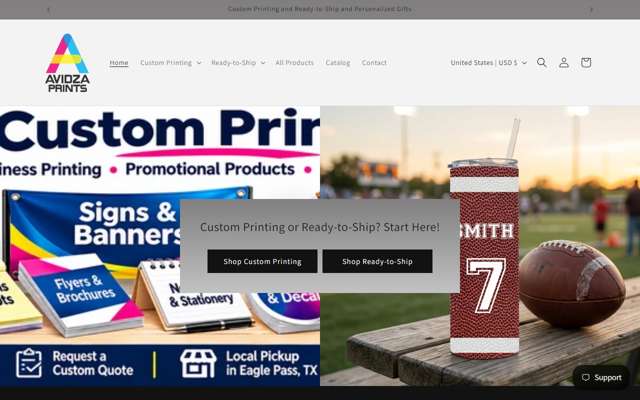 Custom Printing and Ready-to-Ship and Personalized Gifts
AVIDZA
PRINTS
Home
Custom Printing
Ready-to-Ship
All Products
Catalog
Contact
United States | USD $
Custom Prin
iness Printing • Promotional Products •
Signs &
Banners
Flyers &
Brochures
& Stationery
& Deca
Request a
Custom Quote
Local Pickup
in Eagle Pass, TX
Custom Printing or Ready-to-Ship? Start Here!
Shop Custom Printing
Shop Ready-to-Ship
SMITH
7
Support